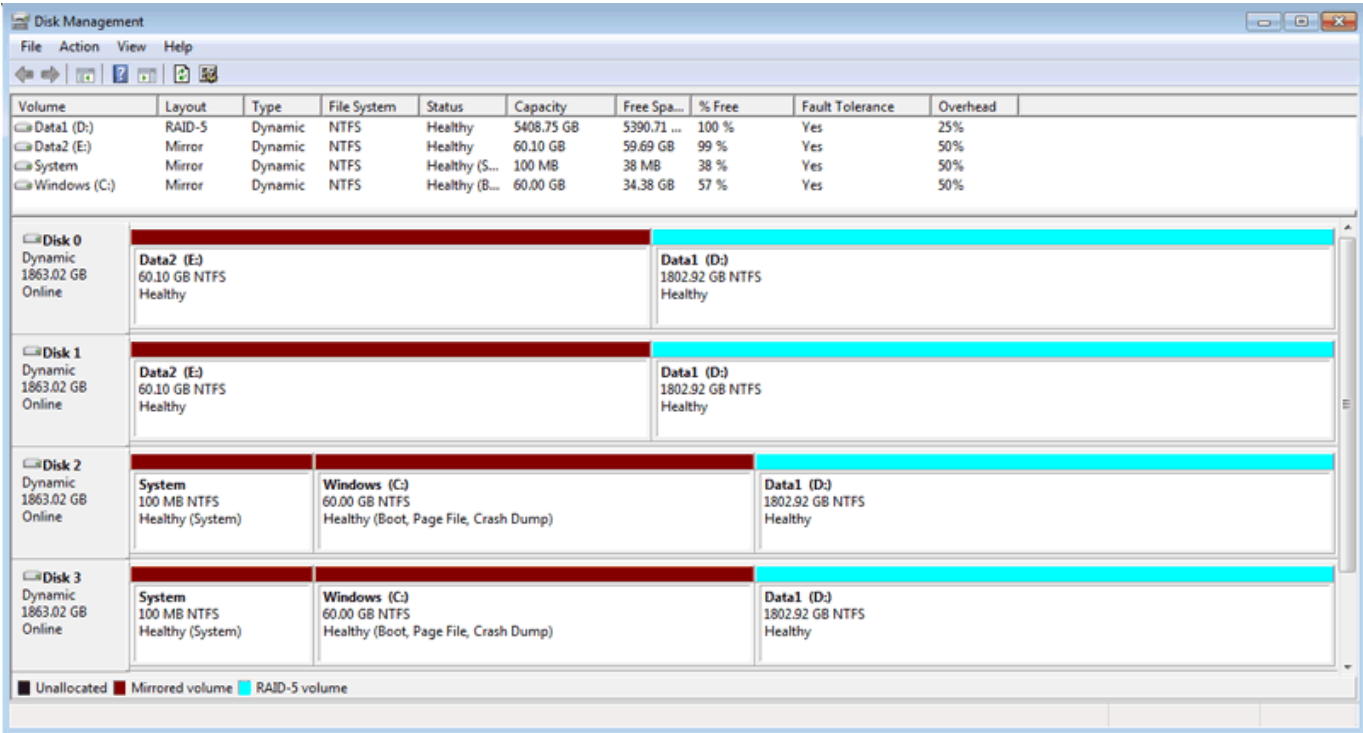 Disk Management
File Action View Help
Volume Layout Type File System Status Capacity Free Spa... % Free Fault Tolerance Overhead
Data1 (D:) RAID-5 Dynamic NTFS Healthy 5408.75 GB 5390.71 ... 100 % Yes 25%
Data2 (E:) Mirror Dynamic NTFS Healthy 60.10 GB 59.69 GB 99 % Yes 50%
System Mirror Dynamic NTFS Healthy (S... 100 MB 38 MB 38 % Yes 50%
Windows (C:) Mirror Dynamic NTFS Healthy (B... 60.00 GB 34.38 GB 57 % Yes 50%
Disk 0
Dynamic
1863.02 GB
Online
Data2 (E:)
60.10 GB NTFS
Healthy
Data1 (D:)
1802.92 GB NTFS
Healthy
Disk 1
Dynamic
1863.02 GB
Online
Data2 (E:)
60.10 GB NTFS
Healthy
Data1 (D:)
1802.92 GB NTFS
Healthy
Disk 2
Dynamic
1863.02 GB
Online
System
100 MB NTFS
Healthy (System)
Windows (C:)
60.00 GB NTFS
Healthy (Boot, Page File, Crash Dump)
Data1 (D:)
1802.92 GB NTFS
Healthy
Disk 3
Dynamic
1863.02 GB
Online
System
100 MB NTFS
Healthy (System)
Windows (C:)
60.00 GB NTFS
Healthy (Boot, Page File, Crash Dump)
Data1 (D:)
1802.92 GB NTFS
Healthy
Unallocated Mirrored volume RAID-5 volume